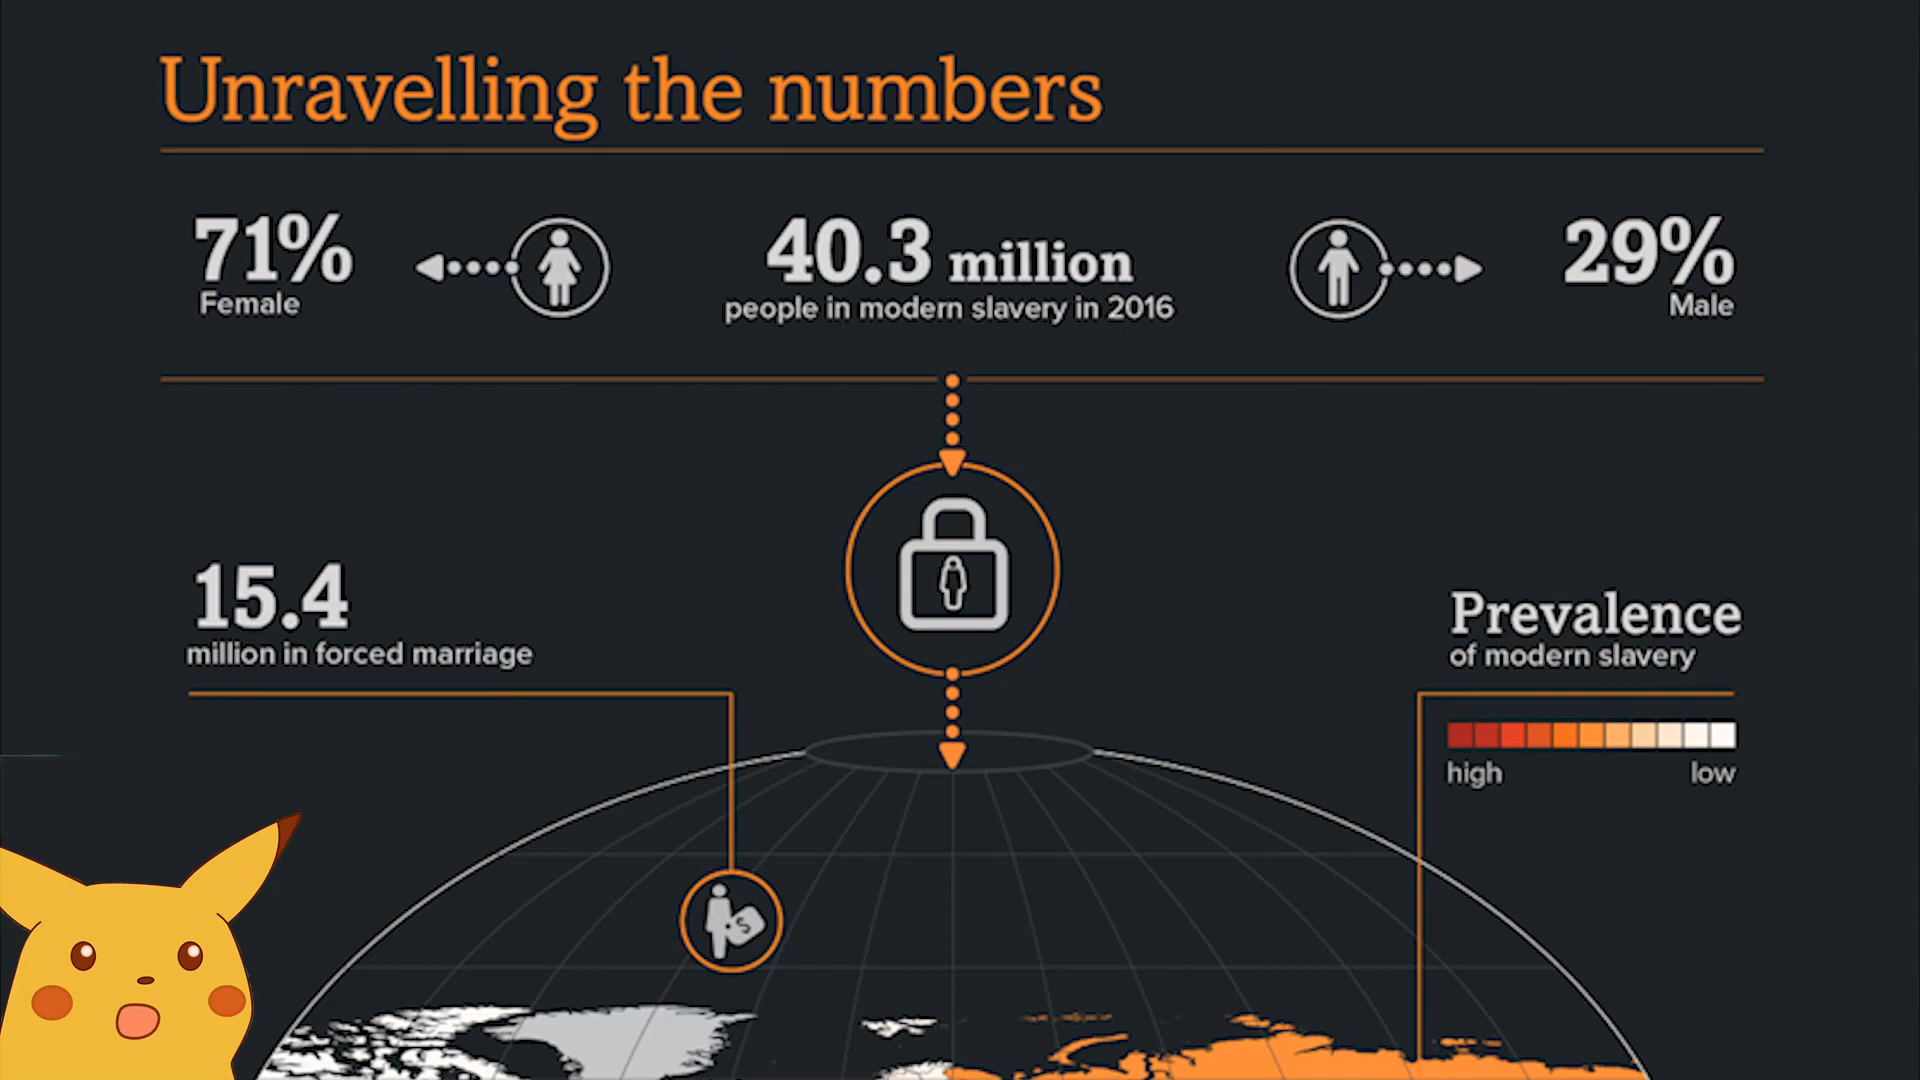 Unravelling the numbers
71%
Female
40.3 million
people in modern slavery in 2016
29%
Male
15.4
million in forced marriage
Prevalence
of modern slavery
high low
$